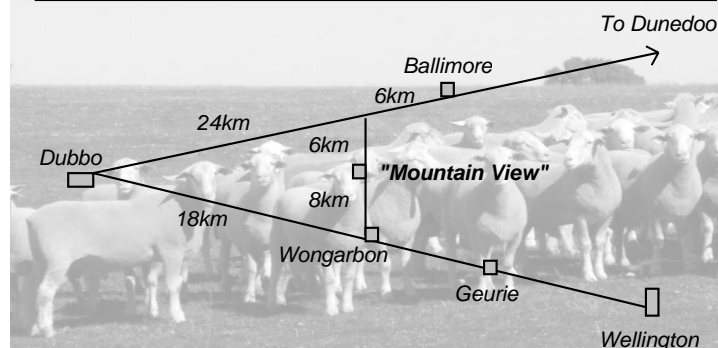 To Dunedoo
Ballimore
6km
24km
6km
Dubbo
"Mountain View"
8km
18km
Wongarbon
Geurie
Wellington